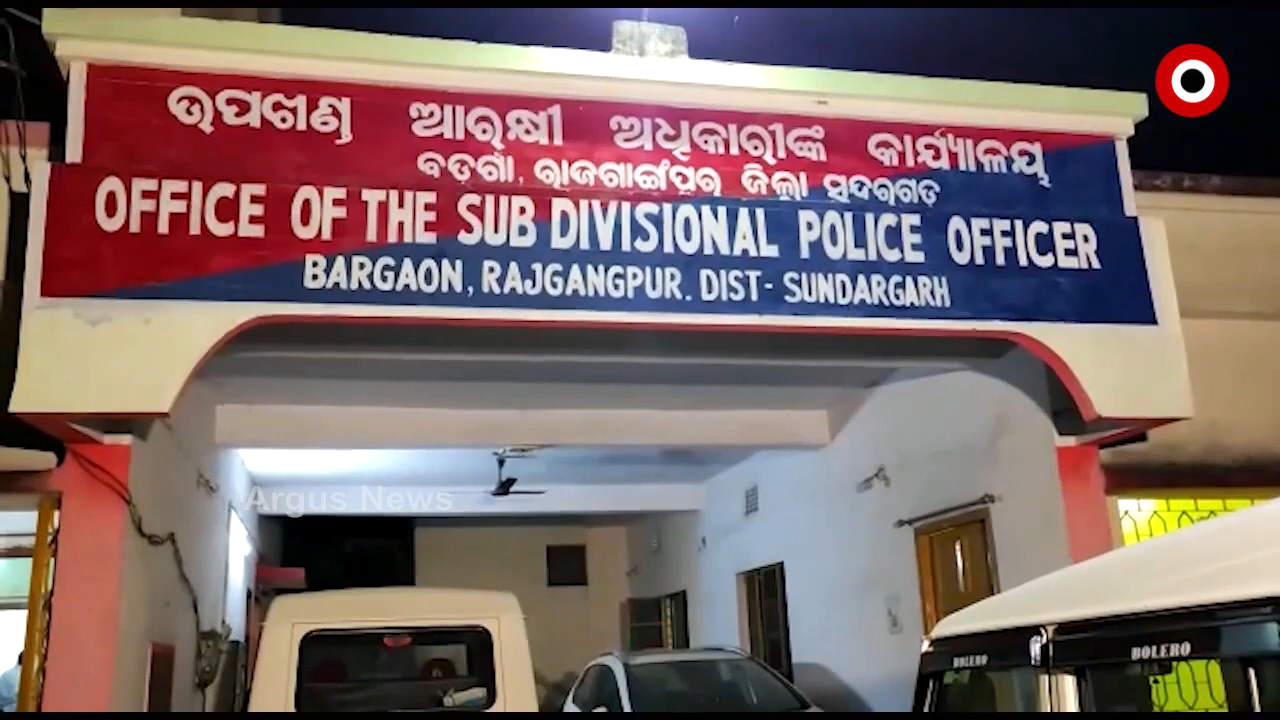 ଉପଖଣ୍ଡ ଆରକ୍ଷୀ ଅଧିକାରୀଙ୍କ କାର୍ଯ୍ୟାଳୟ
ବଡ଼ଗାଁ, ରାଜଗାଙ୍ଗପୁର ଜିଲ୍ଲା ସୁନ୍ଦରଗଡ଼
OFFICE OF THE SUB DIVISIONAL POLICE OFFICER
BARGAON, RAJGANGPUR. DIST- SUNDARGARH
Argus News
BOLERO
BOLERO